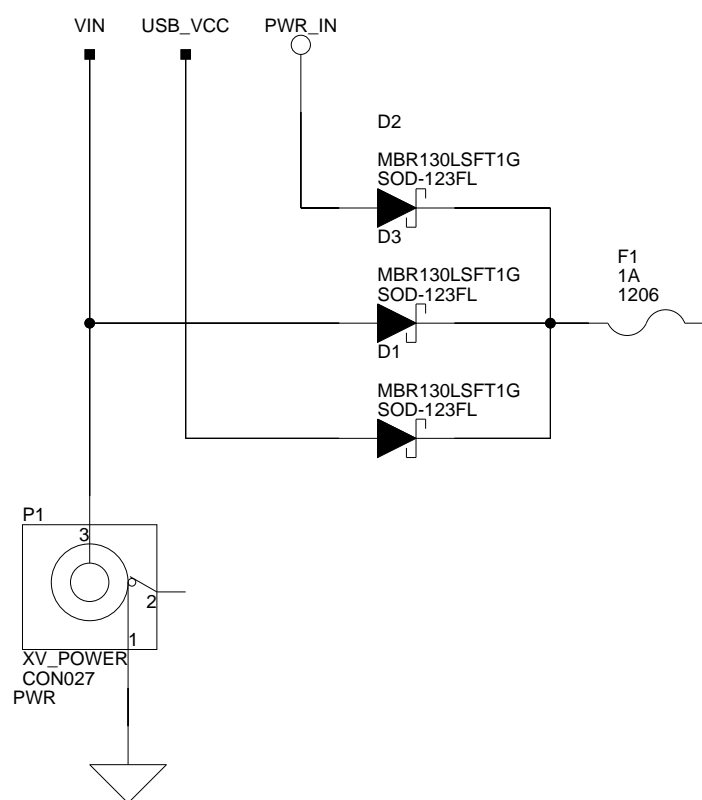 VIN USB_VCC PWR_IN
D2
MBR130LSFT1G
SOD-123FL
D3
MBR130LSFT1G
SOD-123FL
D1
MBR130LSFT1G
SOD-123FL
F1
1A
1206
P1
3
2
1
XV_POWER
CON027
PWR